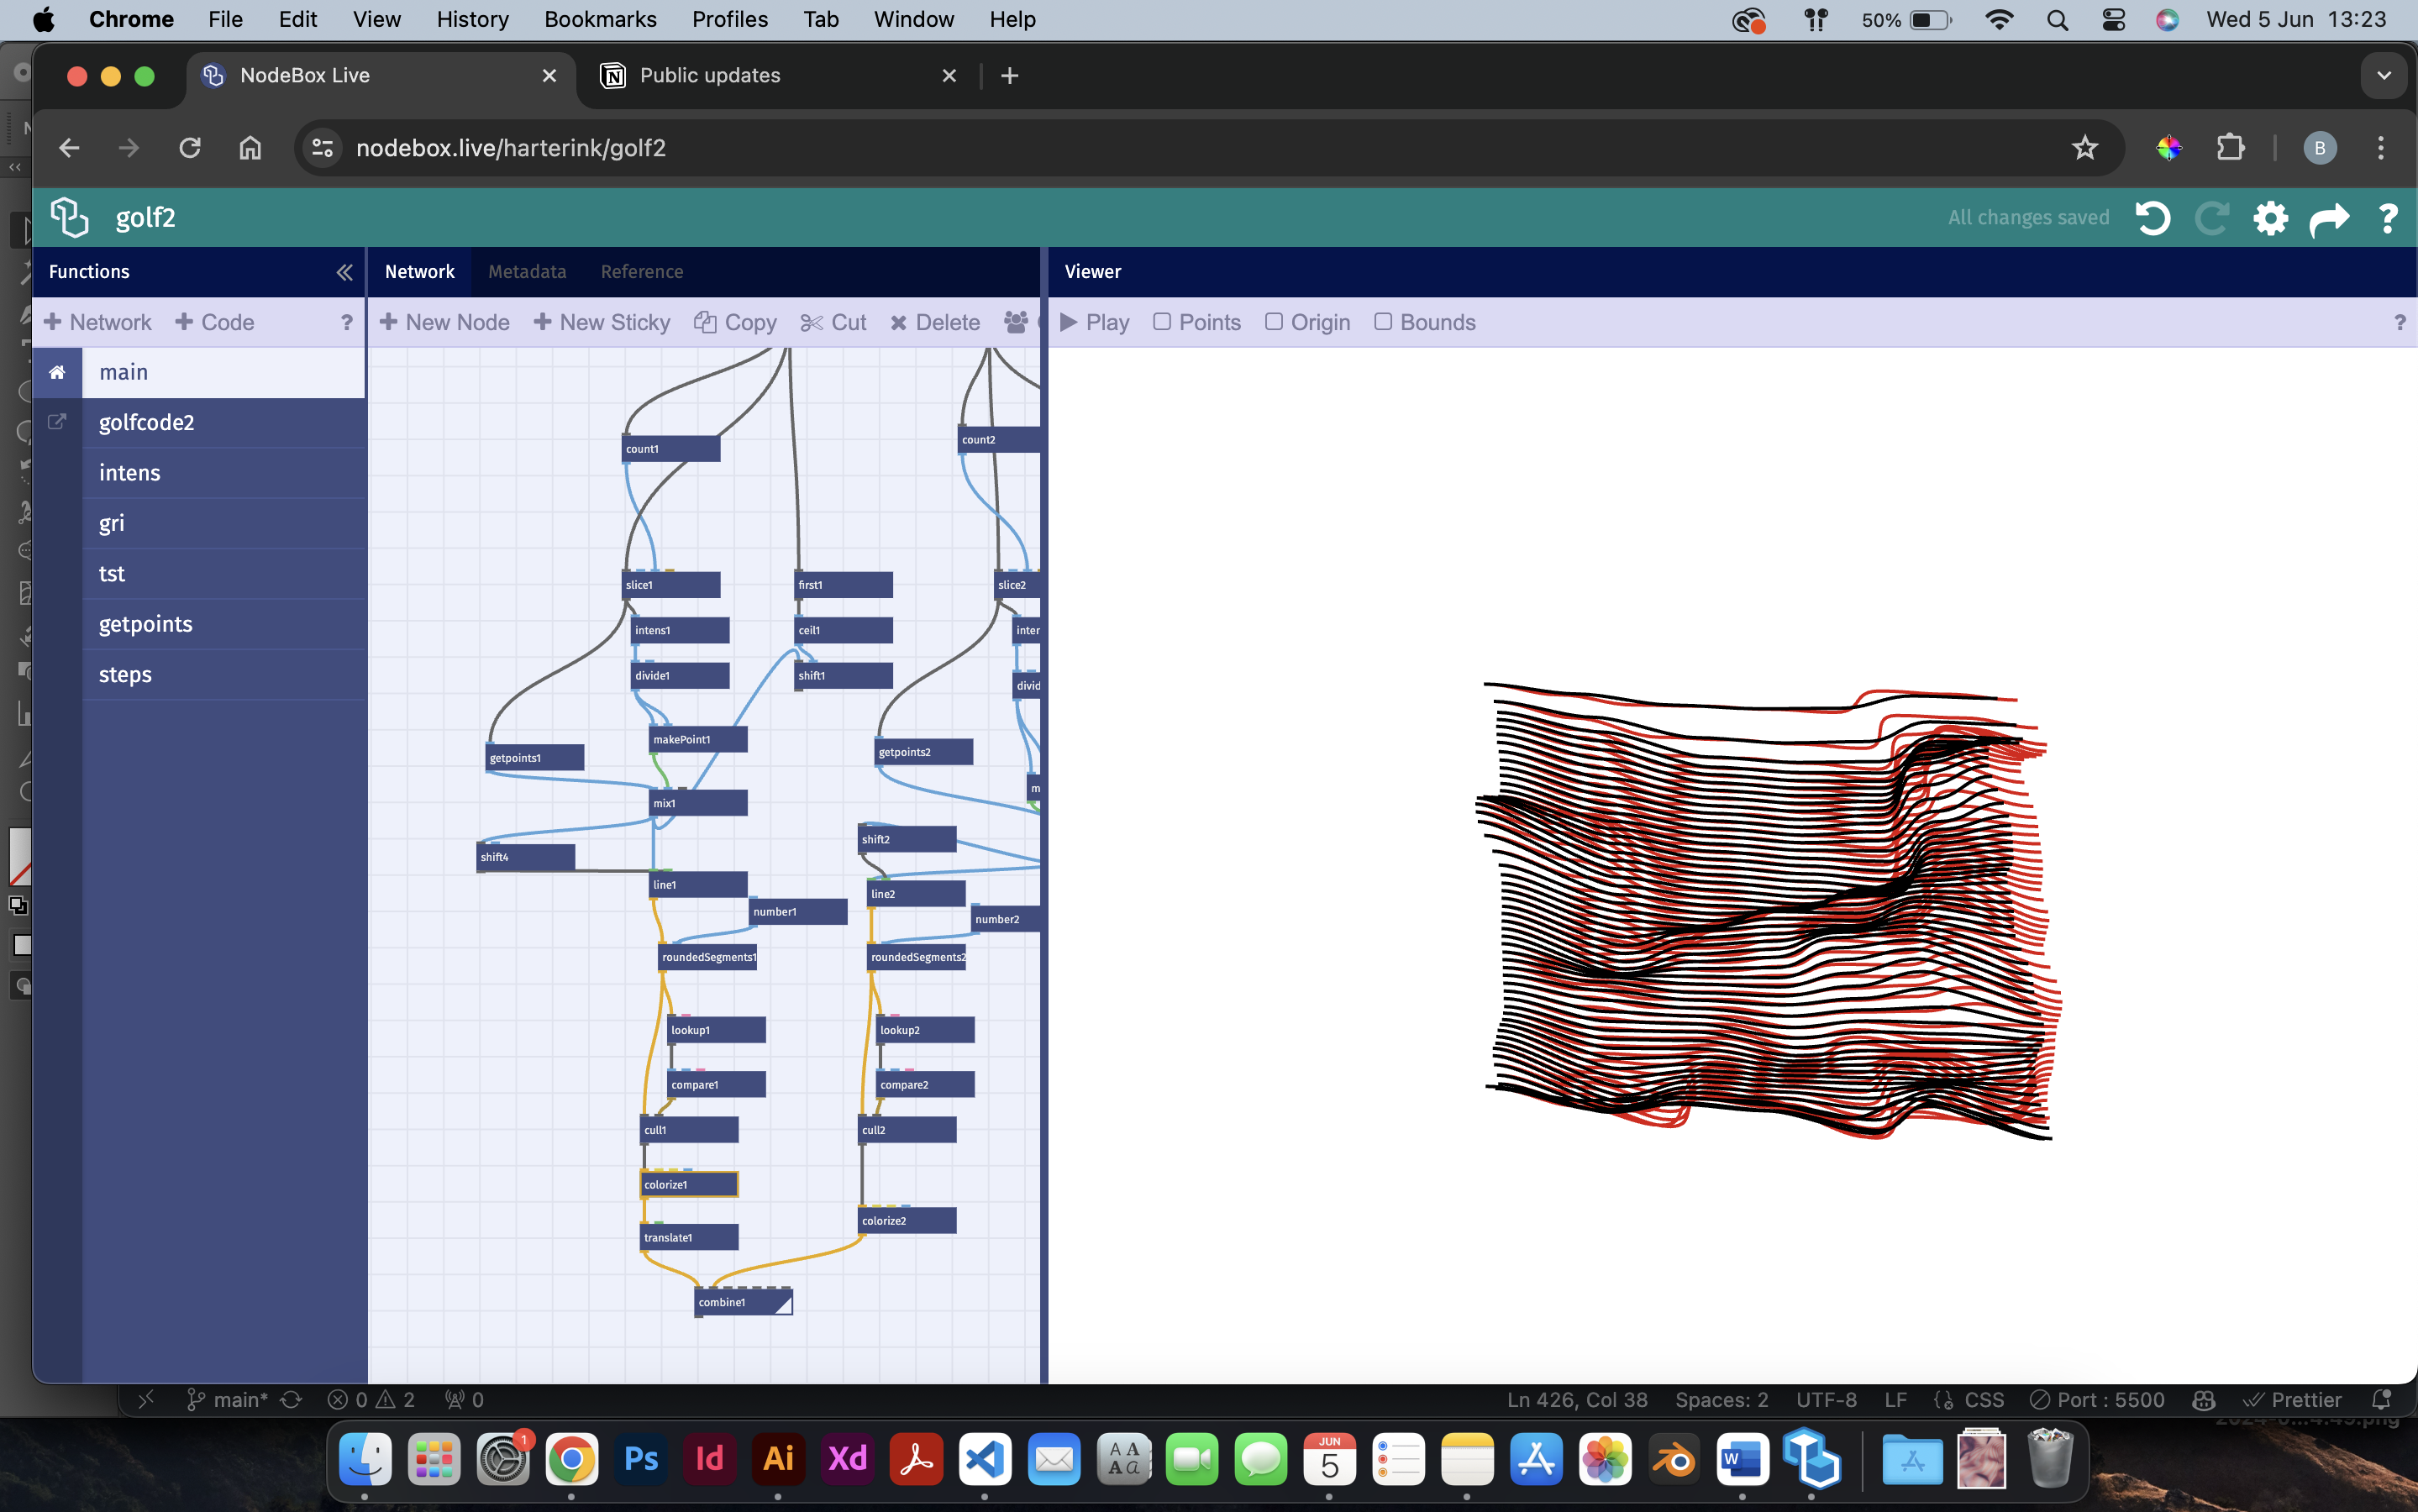 Chrome File Edit View History Bookmarks Profiles Tab Window Help 50% Wed 5 Jun 13:23
NodeBox Live Public updates
nodebox.live/harterink/golf2 B
golf2 All changes saved ?
Functions Network Metadata Reference Viewer
Network Code ? New Node New Sticky Copy Cut Delete Play Points Origin Bounds ?
main
golfcode2
intens
gri
tst
getpoints
steps
count1 count2
slice1 first1 slice2
intens1 ceil1 inter
divide1 shift1 divid
makePoint1
getpoints1 getpoints2
mix1 m
shift4 shift2
line1 line2
number1 number2
roundedSegments1 roundedSegments2
lookup1 lookup2
compare1 compare2
cull1 cull2
colorize1
colorize2
translate1
combine1
main* 0 2 0 Ln 426, Col 38 Spaces: 2 UTF-8 LF CSS Port : 5500 Prettier
1 Ps Id Ai Xd JUN 5 W